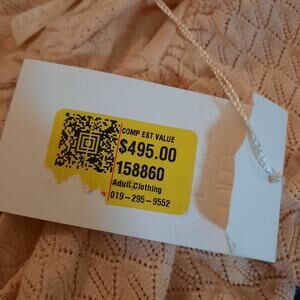 COMP EST VALUE
$495.00
158860
Adult Clothing
019-295-9552